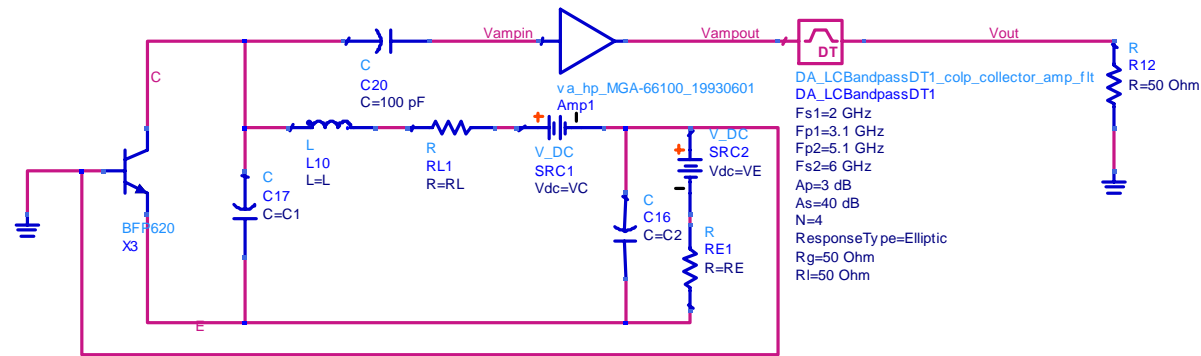 Vampin
Vampout
Vout
DT
C
C
C20
C=100 pF
va_hp_MGA-66100_19930601
Amp1
DA_LCBandpassDT1_colp_collector_amp_flt
DA_LCBandpassDT1
Fs1=2 GHz
Fp1=3.1 GHz
Fp2=5.1 GHz
Fs2=6 GHz
Ap=3 dB
As=40 dB
N=4
ResponseType=Elliptic
Rg=50 Ohm
Rl=50 Ohm
R
R12
R=50 Ohm
L
L10
L=L
R
RL1
R=RL
+
-
V_DC
SRC1
Vdc=VC
+
-
V_DC
SRC2
Vdc=VE
BFP620
X3
C
C17
C=C1
C
C16
C=C2
R
RE1
R=RE
E